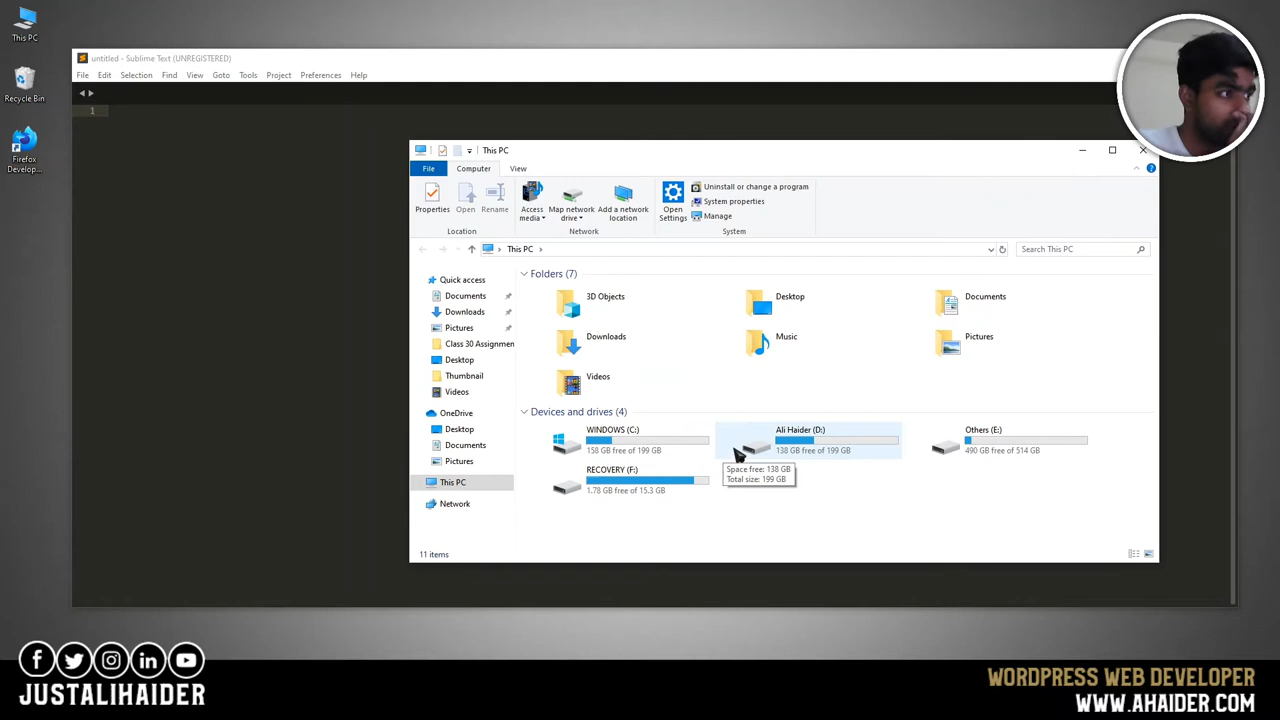 This PC
Recycle Bin
Firefox
Develo...
untitled - Sublime Text (UNREGISTERED)
File Edit Selection Find View Goto Tools Project Preferences Help
1
This PC
File Computer View
Properties Open Rename
Access media Map network drive Add a network location
Open Settings
Uninstall or change a program
System properties
Manage
Location Network System
This PC
Search This PC
Quick access
Documents
Downloads
Pictures
Class 30 Assignmen
Desktop
Thumbnail
Videos
OneDrive
Desktop
Documents
Pictures
This PC
Network
Folders (7)
3D Objects Desktop Documents
Downloads Music Pictures
Videos
Devices and drives (4)
WINDOWS (C:)
158 GB free of 199 GB
Ali Haider (D:)
138 GB free of 199 GB
Others (E:)
490 GB free of 514 GB
RECOVERY (F:)
1.78 GB free of 15.3 GB
Space free: 138 GB
Total size: 199 GB
11 items
JUSTALIHAIDER
WORDPRESS WEB DEVELOPER
WWW.AHAIDER.COM